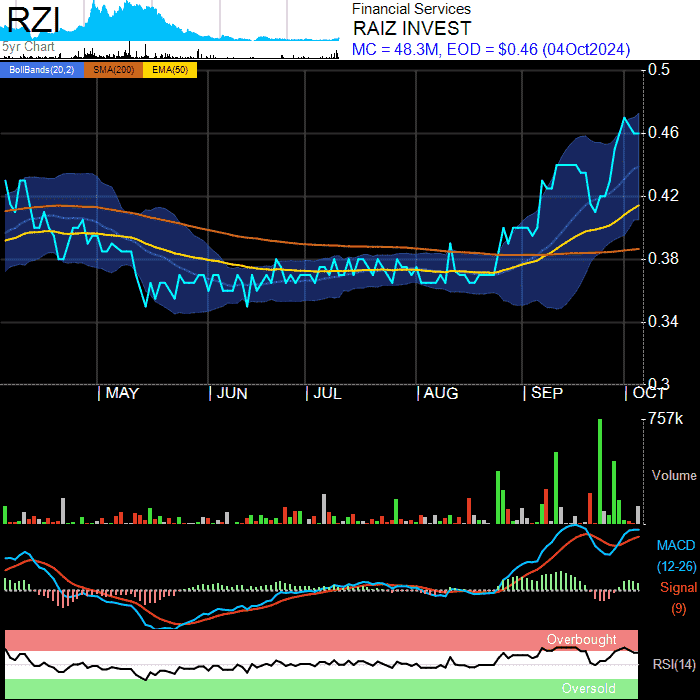 RZI
5yr Chart
Financial Services
RAIZ INVEST
MC = 48.3M, EOD = $0.46 (04Oct2024)
BollBands(20,2) SMA(200) EMA(50)
0.5
0.46
0.42
0.38
0.34
0.3
MAY JUN JUL AUG SEP OCT
757k
Volume
MACD
(12-26)
Signal
(9)
Overbought
RSI(14)
Oversold